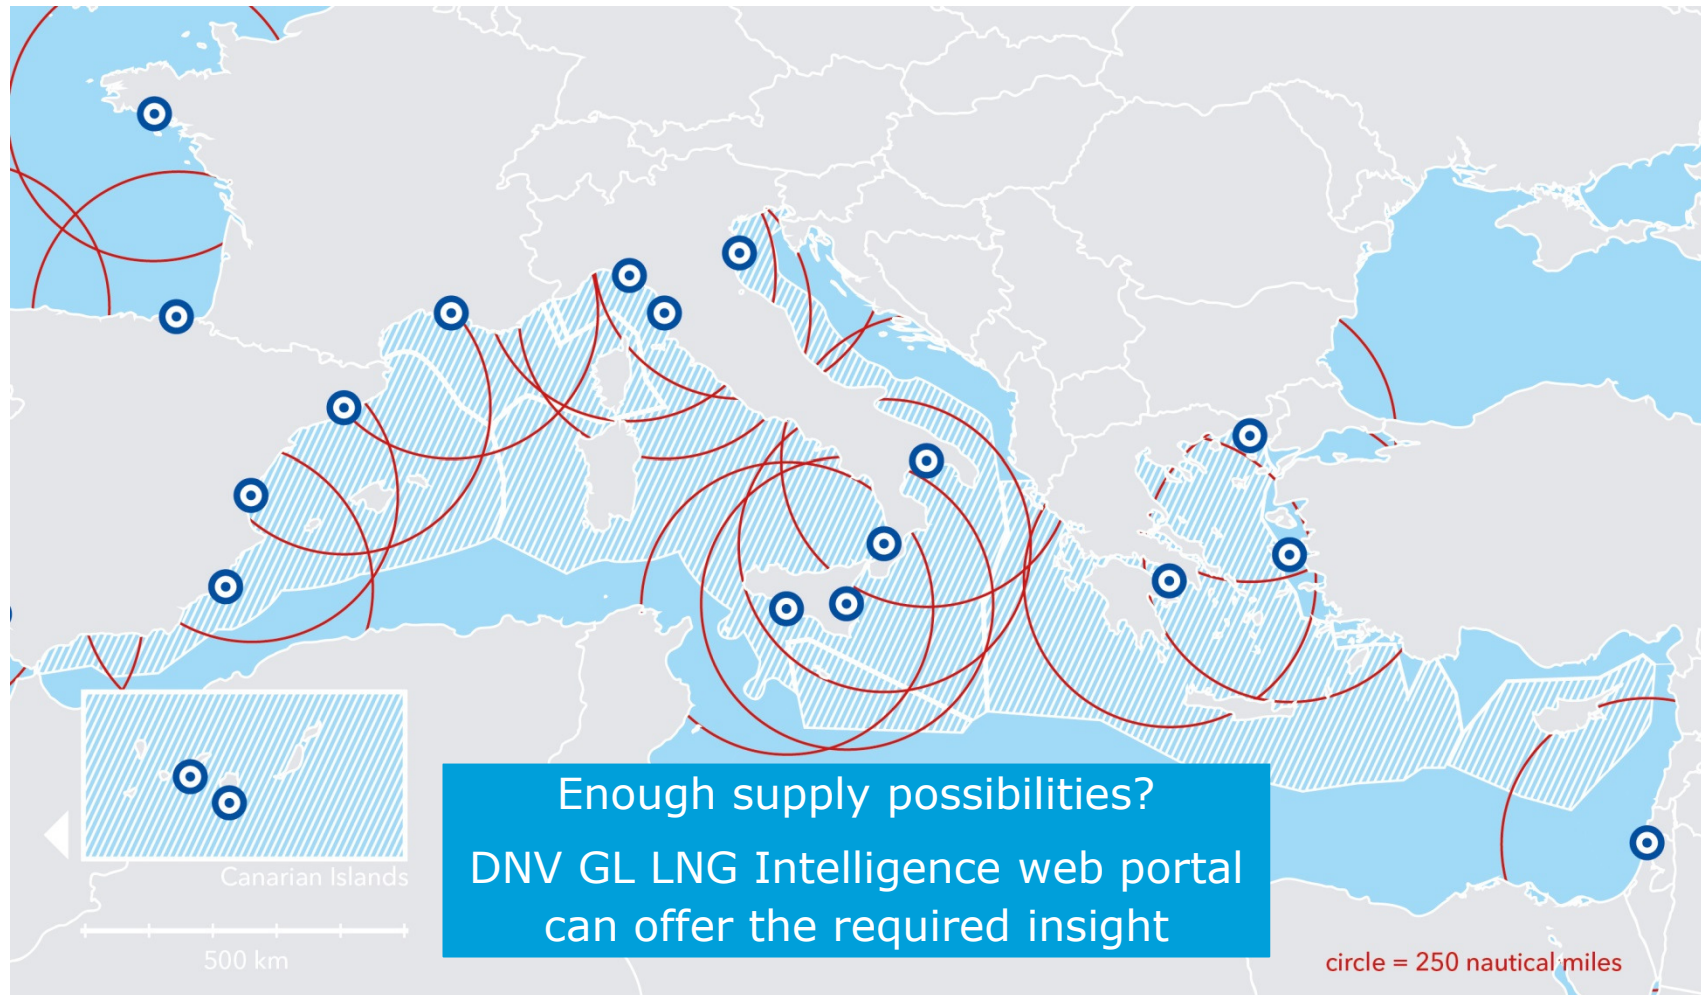 Enough supply possibilities?
DNV GL LNG Intelligence web portal
can offer the required insight
Canarian Islands
500 km
circle = 250 nautical miles